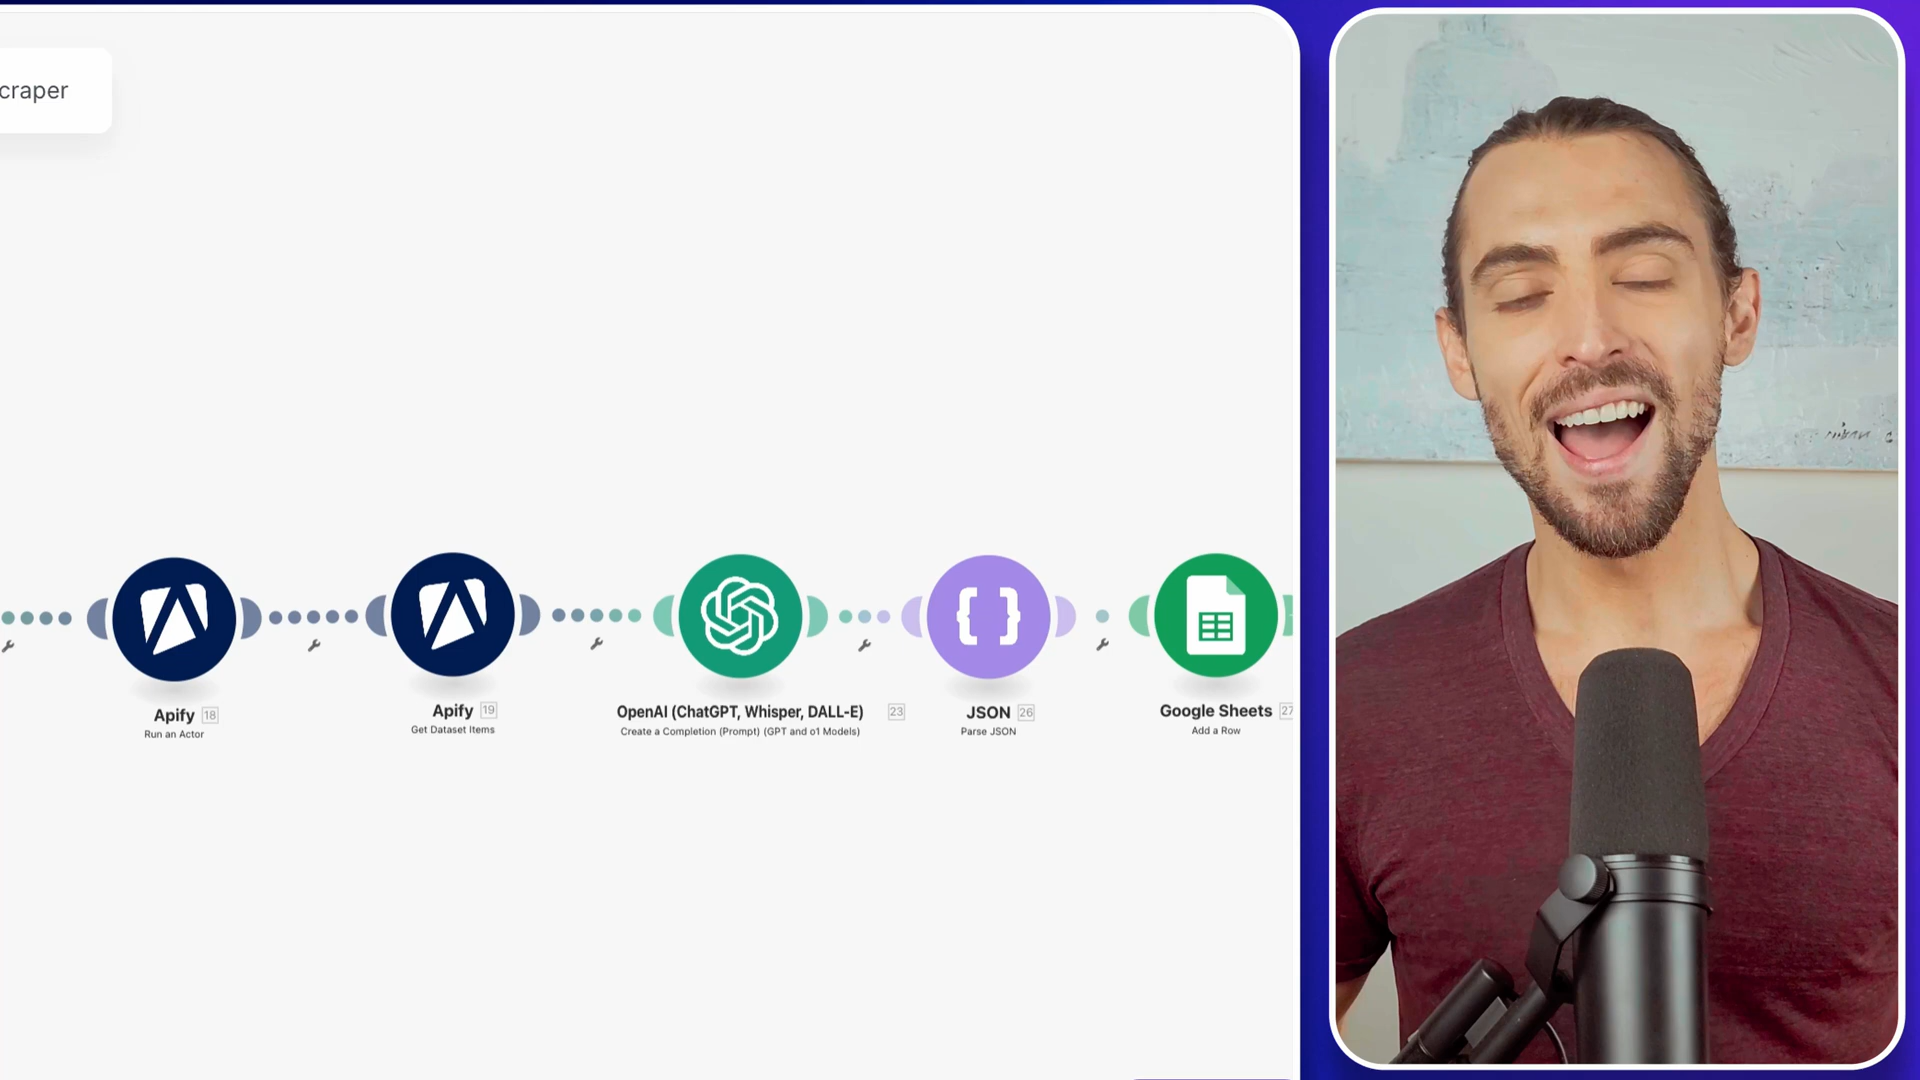 craper
Apify 18
Run an Actor
Apify 19
Get Dataset Items
OpenAI (ChatGPT, Whisper, DALL-E) 23
Create a Completion (Prompt) (GPT and o1 Models)
JSON 26
Parse JSON
Google Sheets 27
Add a Row